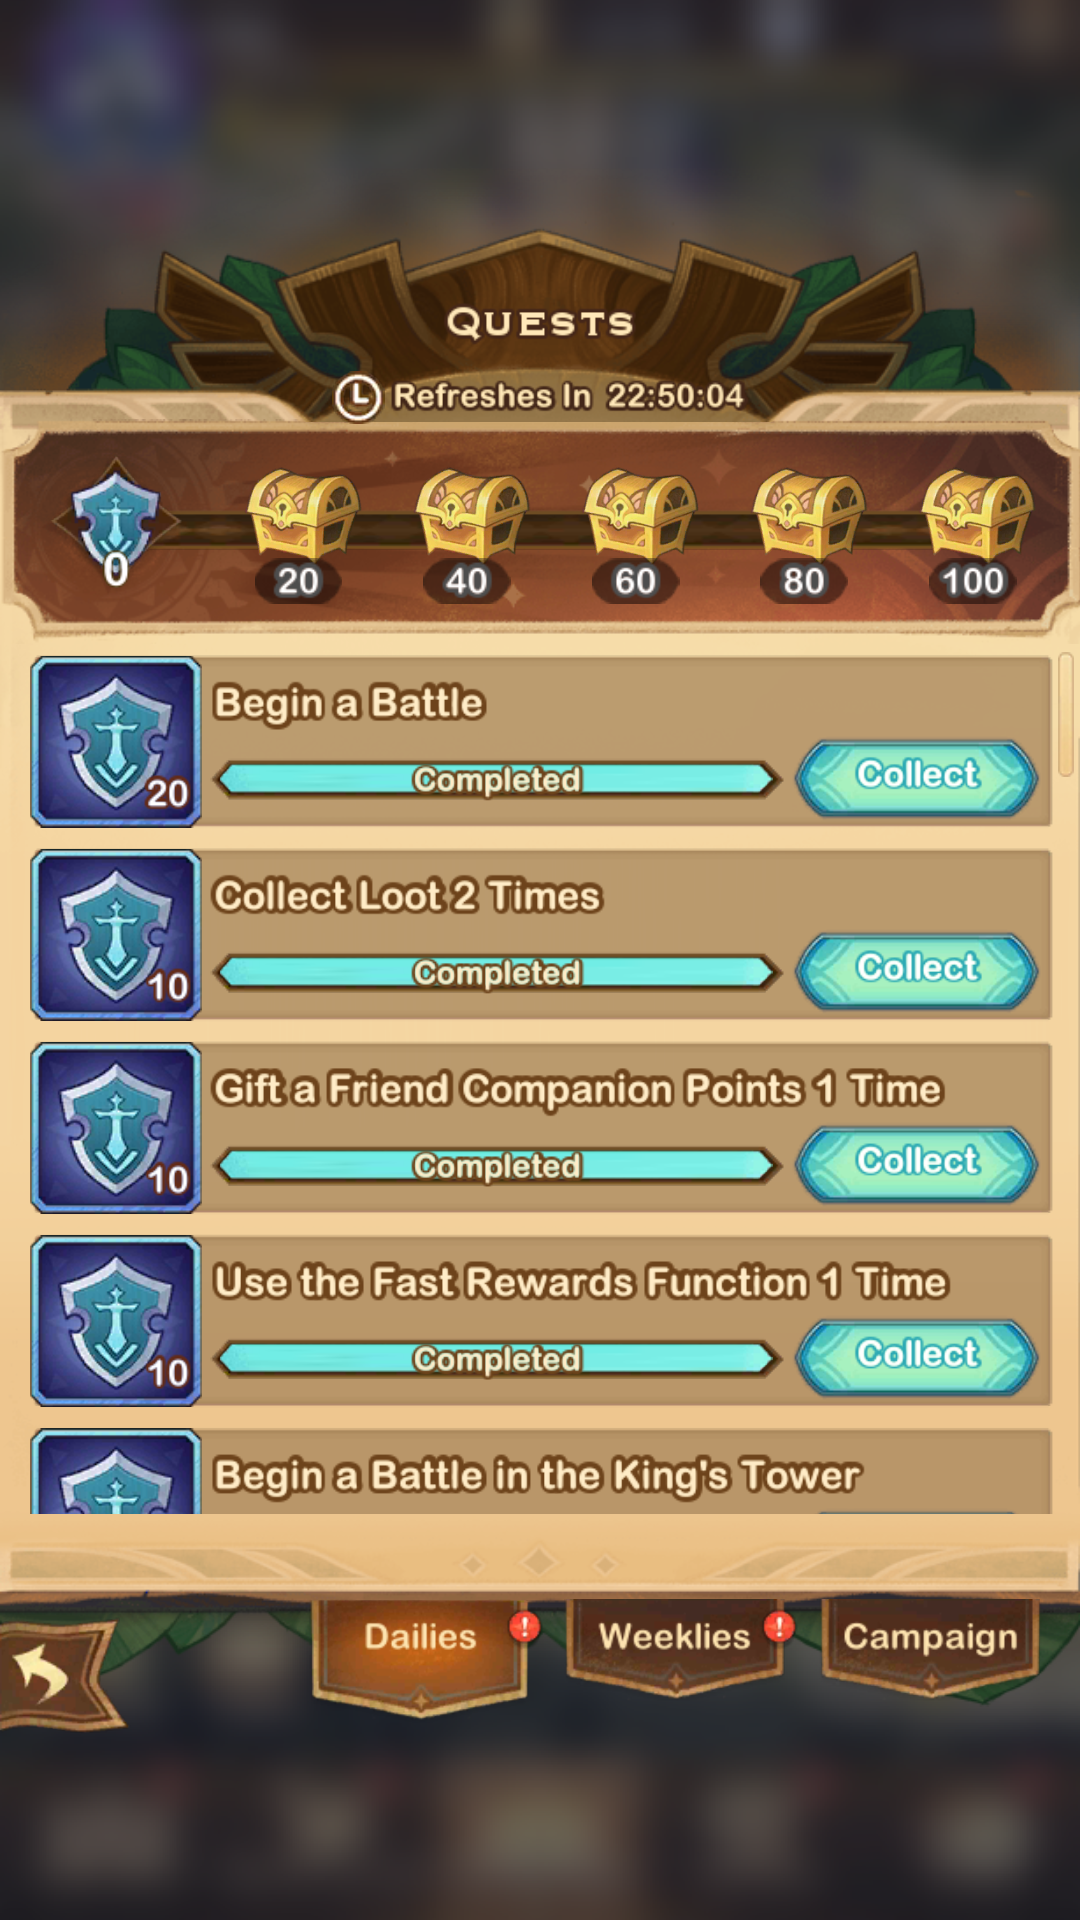 Quests
Refreshes In 22:50:04
0
20
40
60
80
100
Begin a Battle
20
Completed
Collect
Collect Loot 2 Times
10
Completed
Collect
Gift a Friend Companion Points 1 Time
10
Completed
Collect
Use the Fast Rewards Function 1 Time
10
Completed
Collect
Begin a Battle in the King's Tower
Dailies
!
Weeklies
!
Campaign